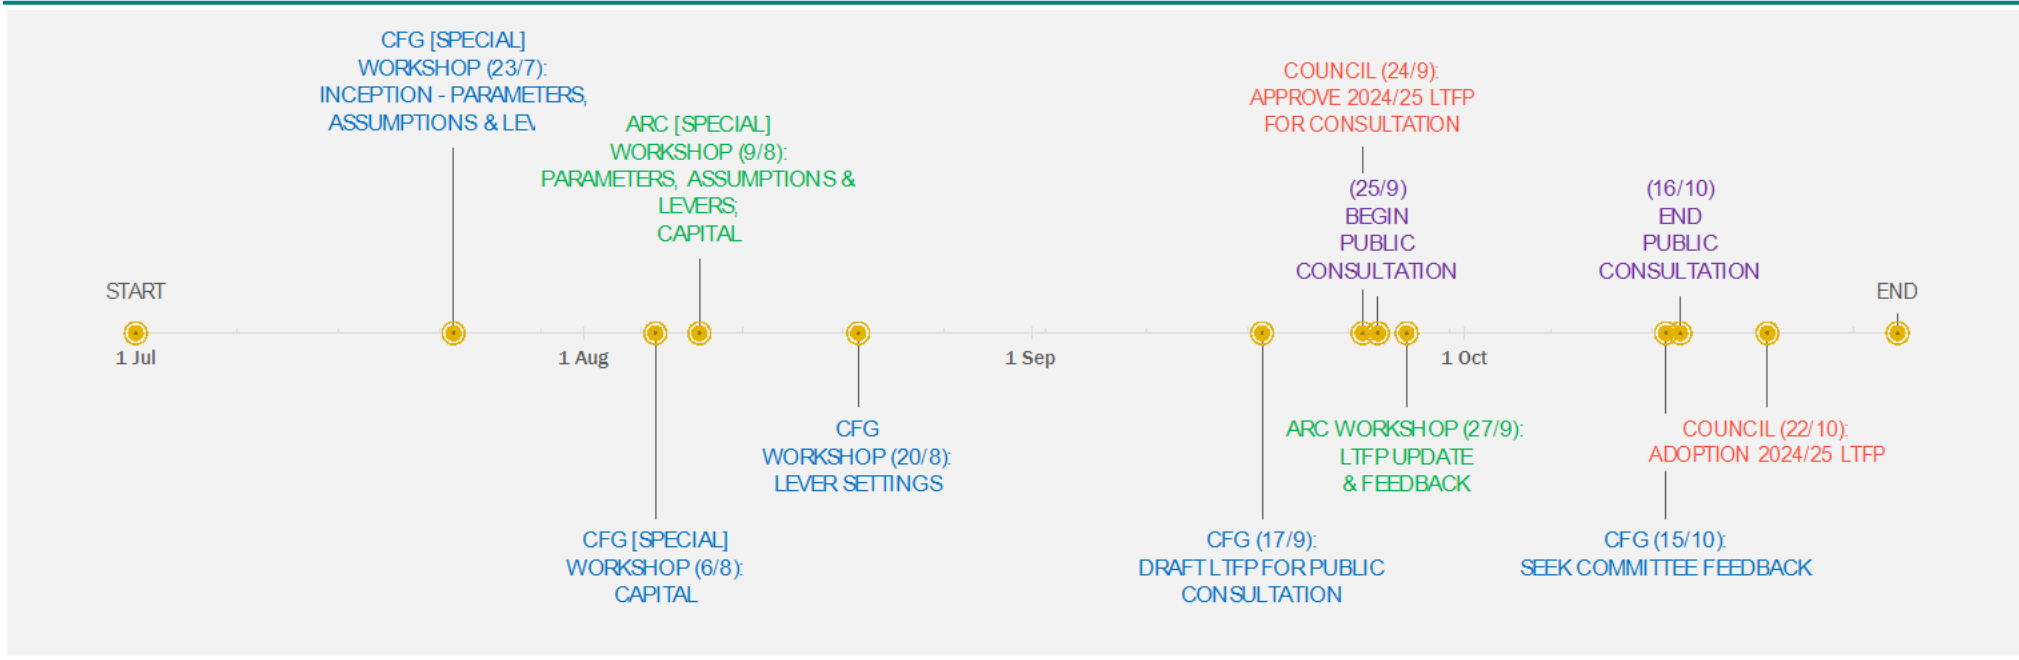 CFG [SPECIAL]
WORKSHOP (23/7):
INCEPTION - PARAMETERS,
ASSUMPTIONS &
ARC [SPECIAL]
WORKSHOP (9/8):
PARAMETERS, ASSUMPTIONS &
LEVERS;
CAPITAL
COUNCIL (24/9):
APPROVE 2024/25 LTFP
FOR CONSULTATION
(25/9)
BEGIN
PUBLIC
CONSULTATION
(16/10)
END
PUBLIC
CONSULTATION
START
END
1 Jul
1 Aug
1 Sep
1 Oct
CFG
WORKSHOP (20/8):
LEVER SETTINGS
ARC WORKSHOP (27/9):
LTFP UPDATE
& FEEDBACK
COUNCIL (22/10):
ADOPTION 2024/25 LTFP
CFG [SPECIAL]
WORKSHOP (6/8):
CAPITAL
CFG (17/9):
DRAFT LTFP FOR PUBLIC
CONSULTATION
CFG (15/10):
SEEK COMMITTEE FEEDBACK